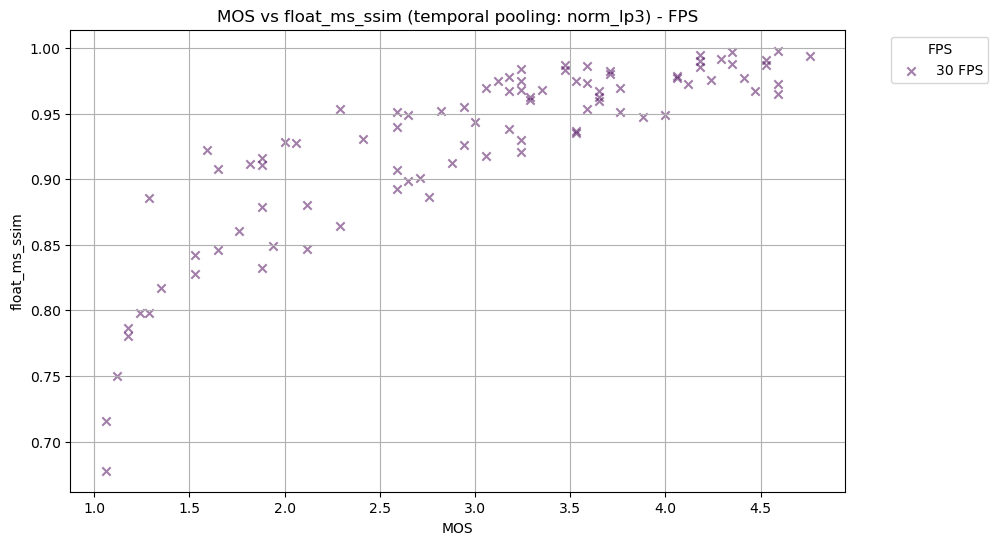 MOS vs float_ms_ssim (temporal pooling: norm_lp3) - FPS
FPS
30 FPS
float_ms_ssim
1.00
0.95
0.90
0.85
0.80
0.75
0.70
1.0 1.5 2.0 2.5 3.0 3.5 4.0 4.5
MOS